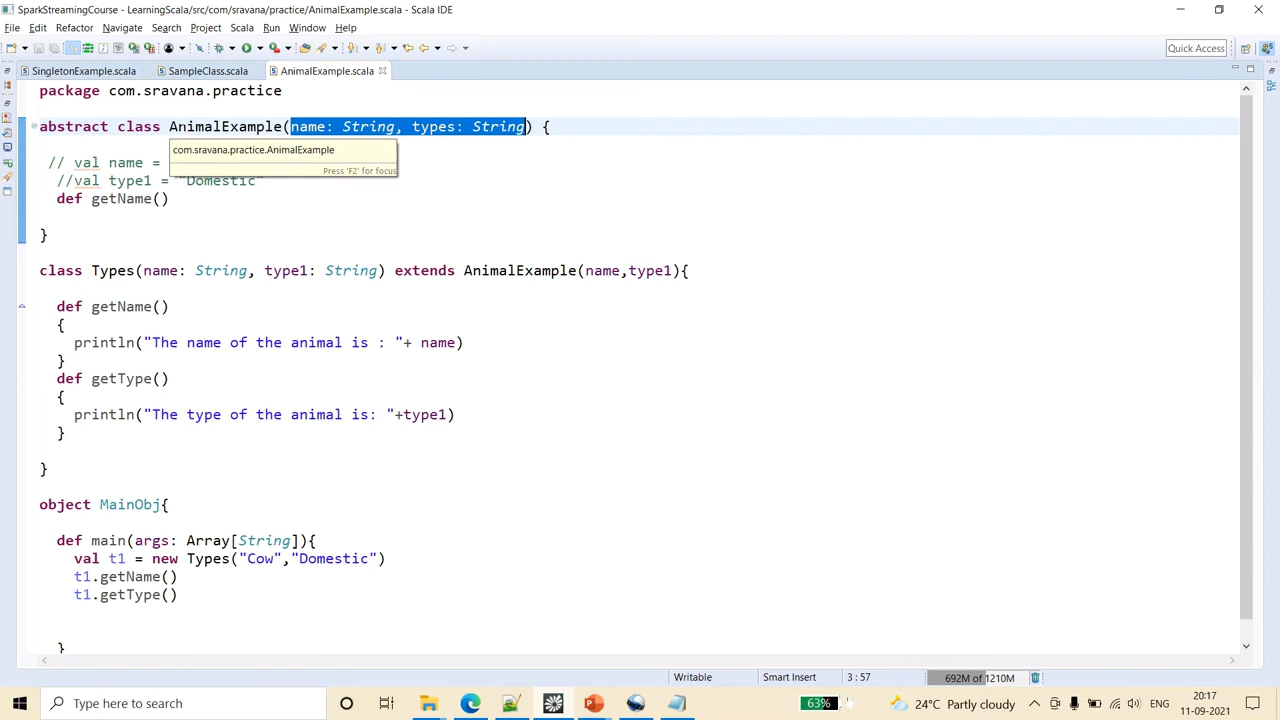 SparkStreamingCourse - LearningScala/src/com/sravana/practice/AnimalExample.scala - Scala IDE
File Edit Refactor Navigate Search Project Scala Run Window Help
Quick Access
SingletonExample.scala SampleClass.scala AnimalExample.scala
package com.sravana.practice
abstract class AnimalExample(name: String, types: String) {
com.sravana.practice.AnimalExample
Press 'F2' for focus
// val name =
//val type1 = "Domestic"
def getName()
}
class Types(name: String, type1: String) extends AnimalExample(name,type1){
def getName()
{
println("The name of the animal is : "+ name)
}
def getType()
{
println("The type of the animal is: "+type1)
}
}
object MainObj{
def main(args: Array[String]){
val t1 = new Types("Cow","Domestic")
t1.getName()
t1.getType()
}
Writable Smart Insert 3 : 57 692M of 1210M
Type here to search
63% 24°C Partly cloudy ENG 20:17
11-09-2021